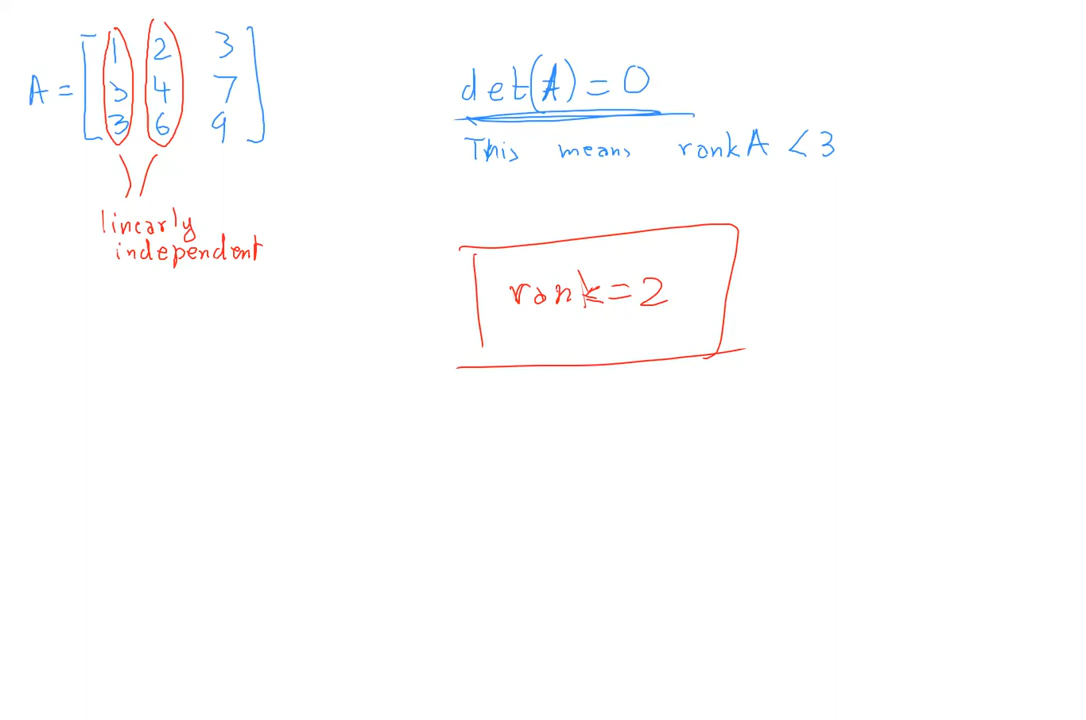 A = [ 1 2 3
3 4 7
3 6 9 ]
linearly
independent
det(A) = 0
This means rank A < 3
rank = 2